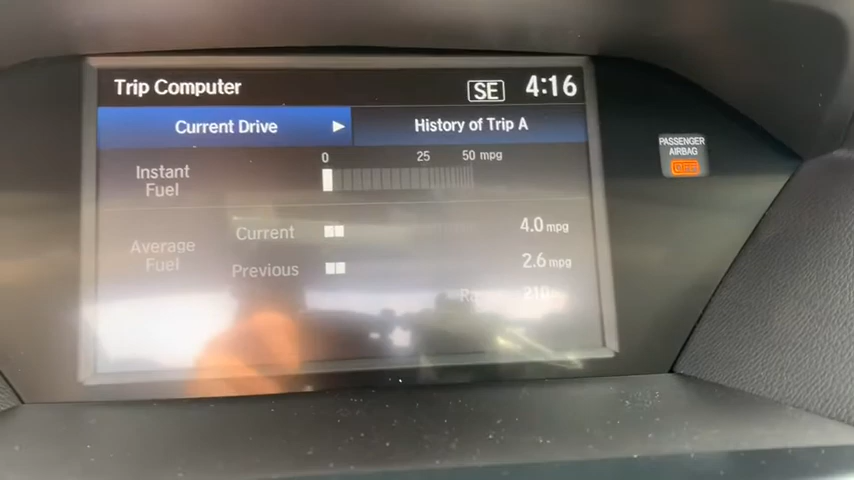 Trip Computer SE 4:16
Current Drive ▶ History of Trip A
0 25 50 mpg
Instant
Fuel
Current 4.0 mpg
Average
Fuel
Previous 2.6 mpg
210
PASSENGER
AIRBAG